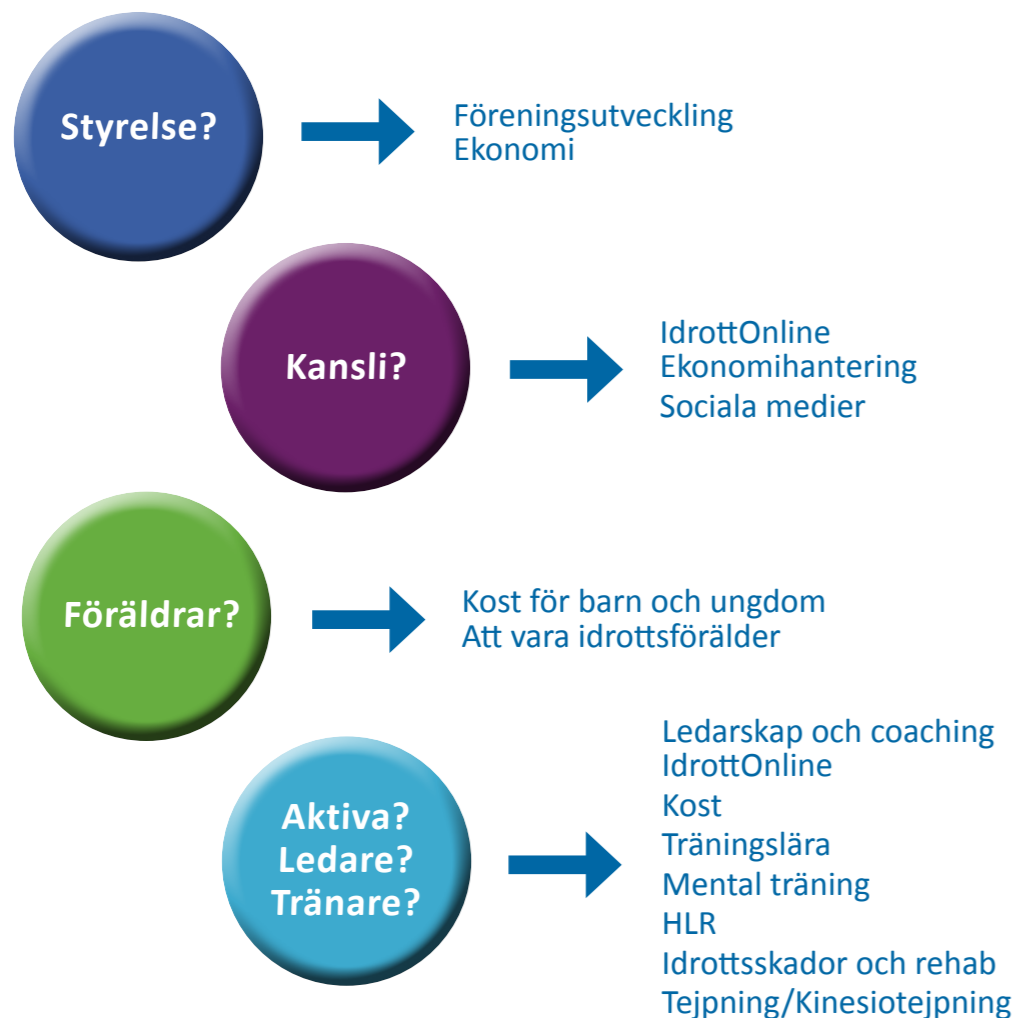 Styrelse?
Föreningsutveckling
Ekonomi
Kansli?
IdrottOnline
Ekonomihantering
Sociala medier
Föräldrar?
Kost för barn och ungdom
Att vara idrottsförälder
Aktiva?
Ledare?
Tränare?
Ledarskap och coaching
IdrottOnline
Kost
Träningslära
Mental träning
HLR
Idrottsskador och rehab
Tejpning/Kinesiotejpning